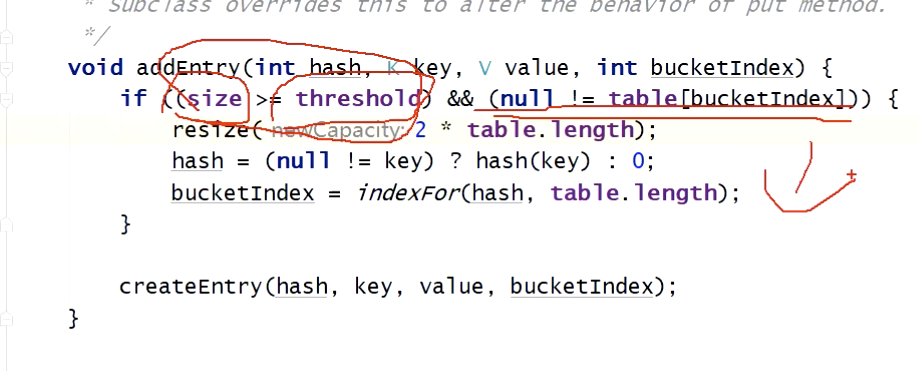 * Subclass overrides this to alter the behavior of put method.
*/
void addEntry(int hash, K key, V value, int bucketIndex) {
if ((size >= threshold) && (null != table[bucketIndex])) {
resize( newCapacity: 2 * table.length);
hash = (null != key) ? hash(key) : 0;
bucketIndex = indexFor(hash, table.length);
}
createEntry(hash, key, value, bucketIndex);
}